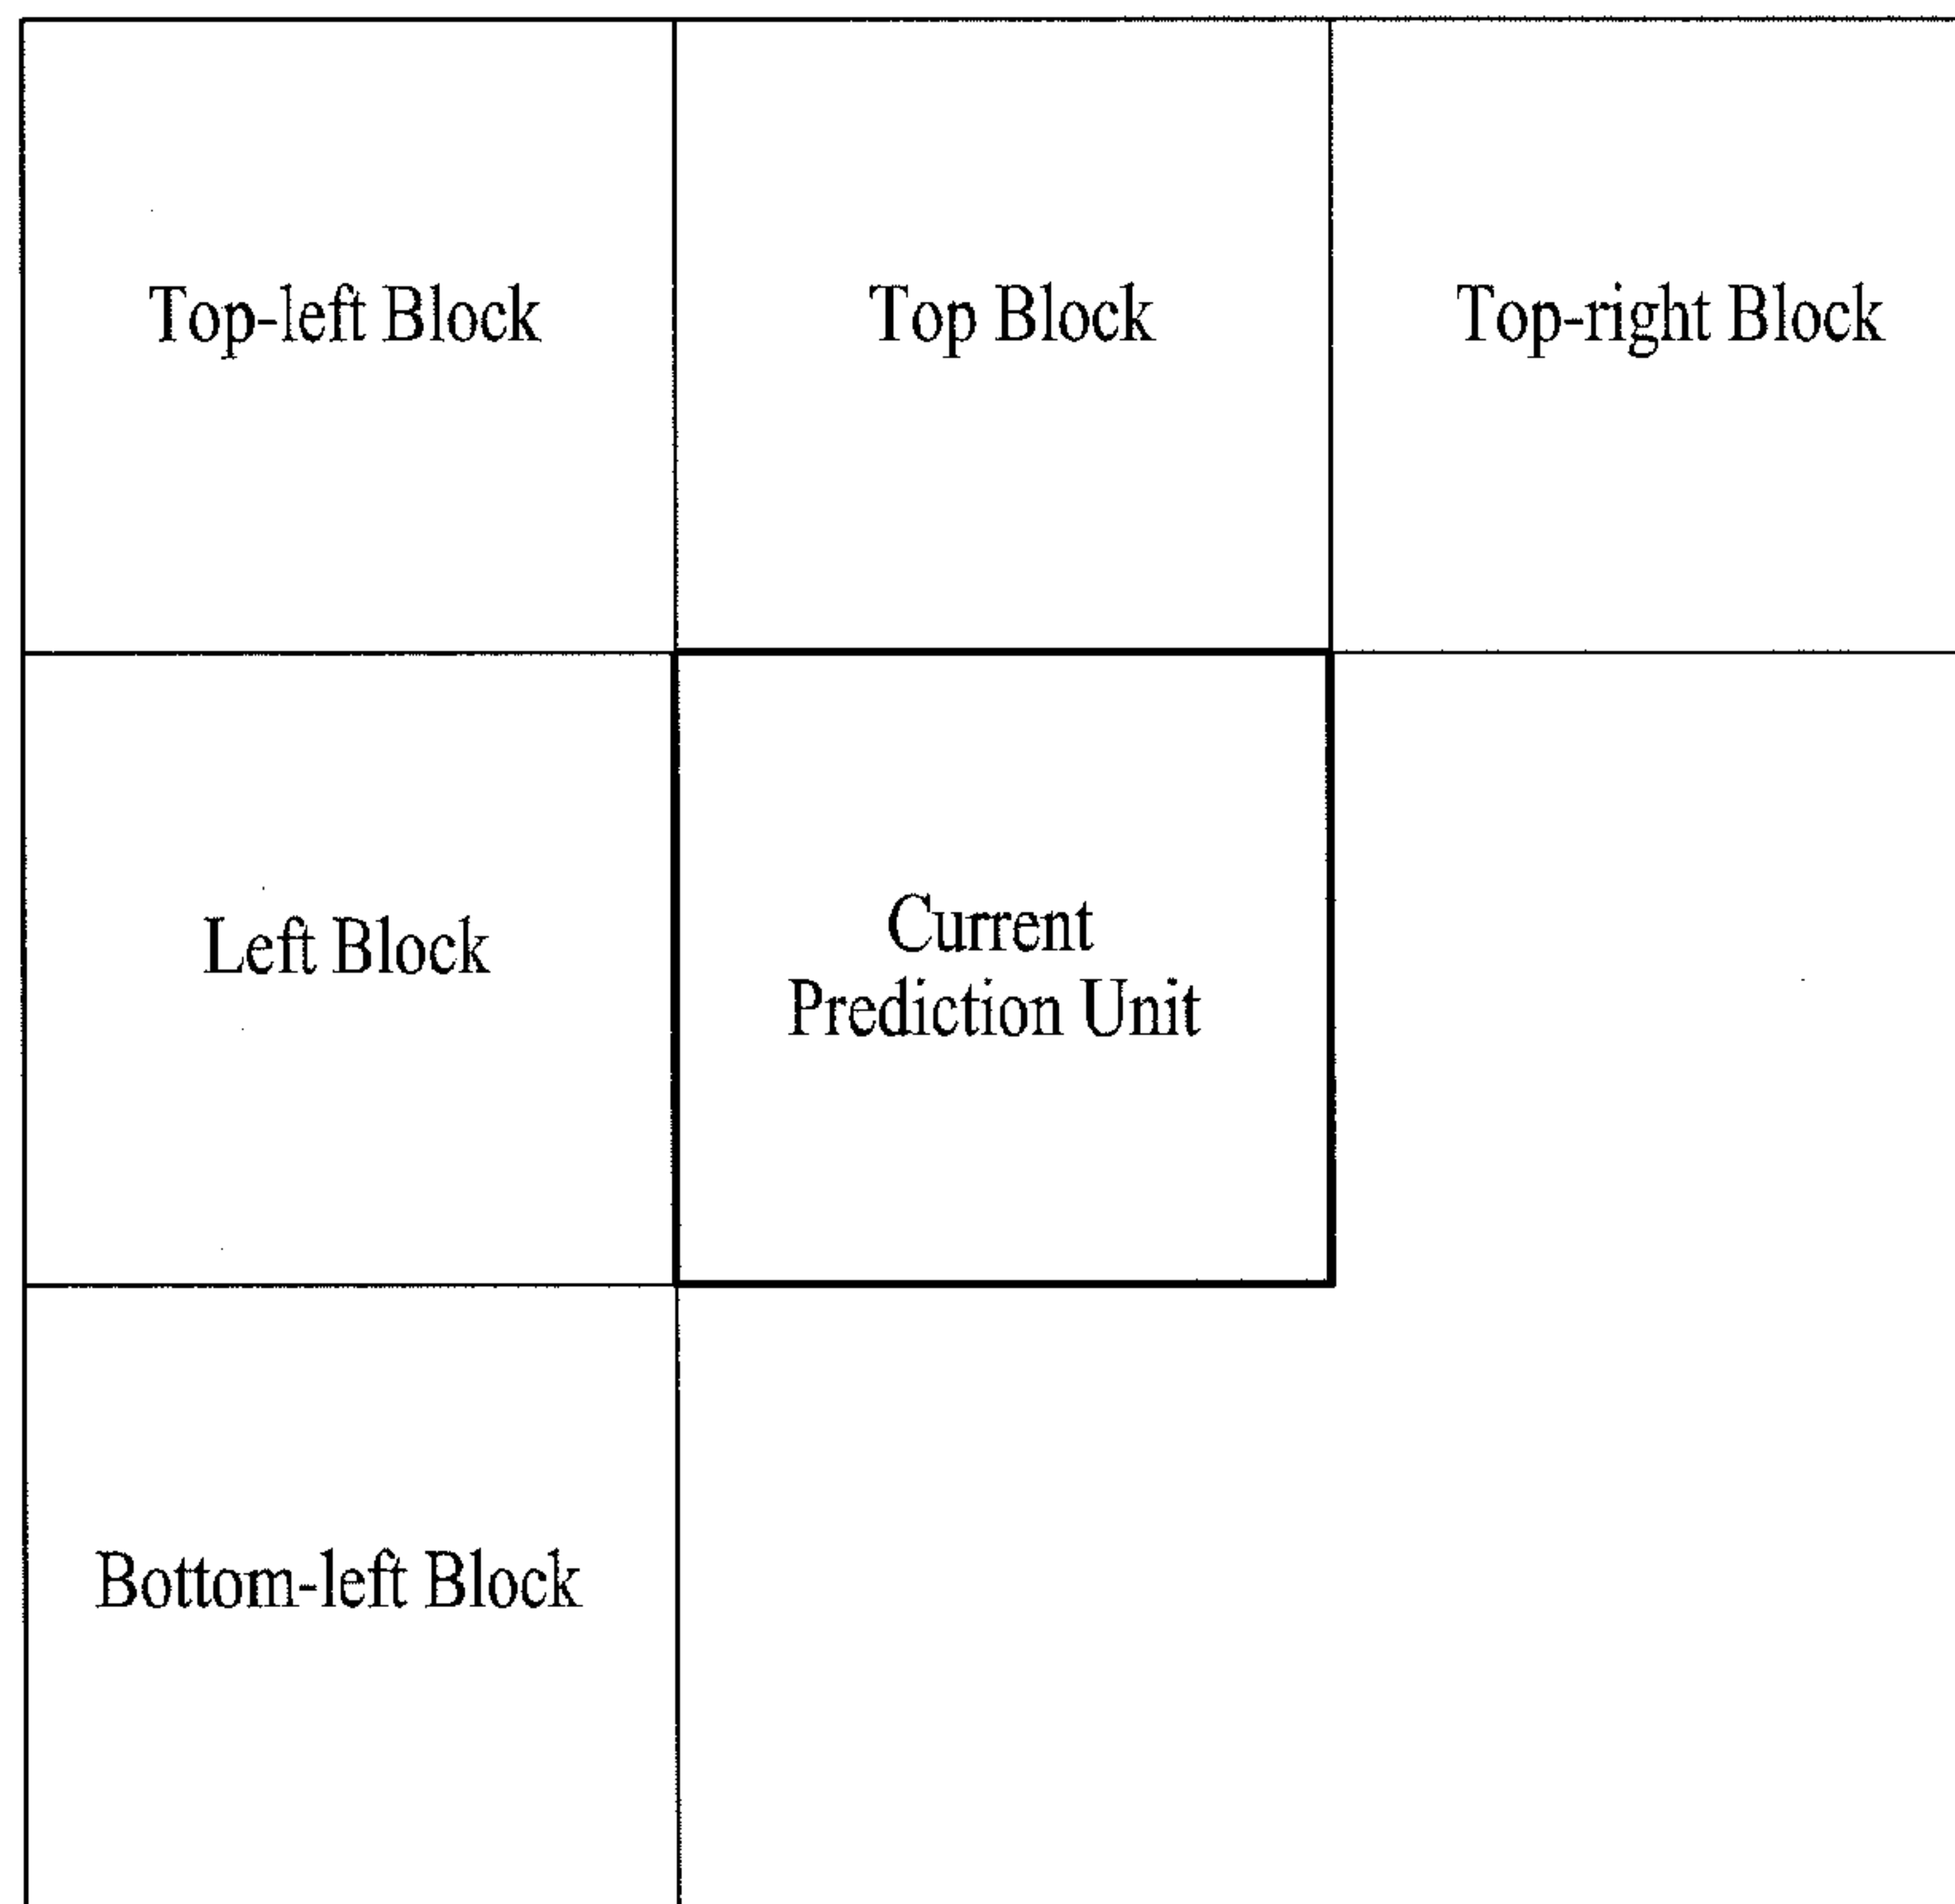 Top-left Block
Top Block
Top-right Block
Left Block
Current
Prediction Unit
Bottom-left Block